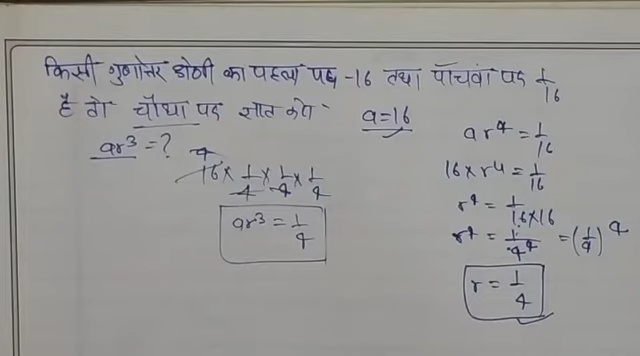 किसी गुणोत्तर श्रेणी का पहला पद -16 तथा पाँचवा पद 1/16
है तो चौथा पद ज्ञात करो-
a=16
ar³=?
4
16 × 1/4 × 1/4 × 1/4
ar³ = 1/4
ar⁴ = 1/16
16 × r⁴ = 1/16
r⁴ = 1/16×16
r⁴ = 1/4⁴ = (1/4)⁴
r = 1/4